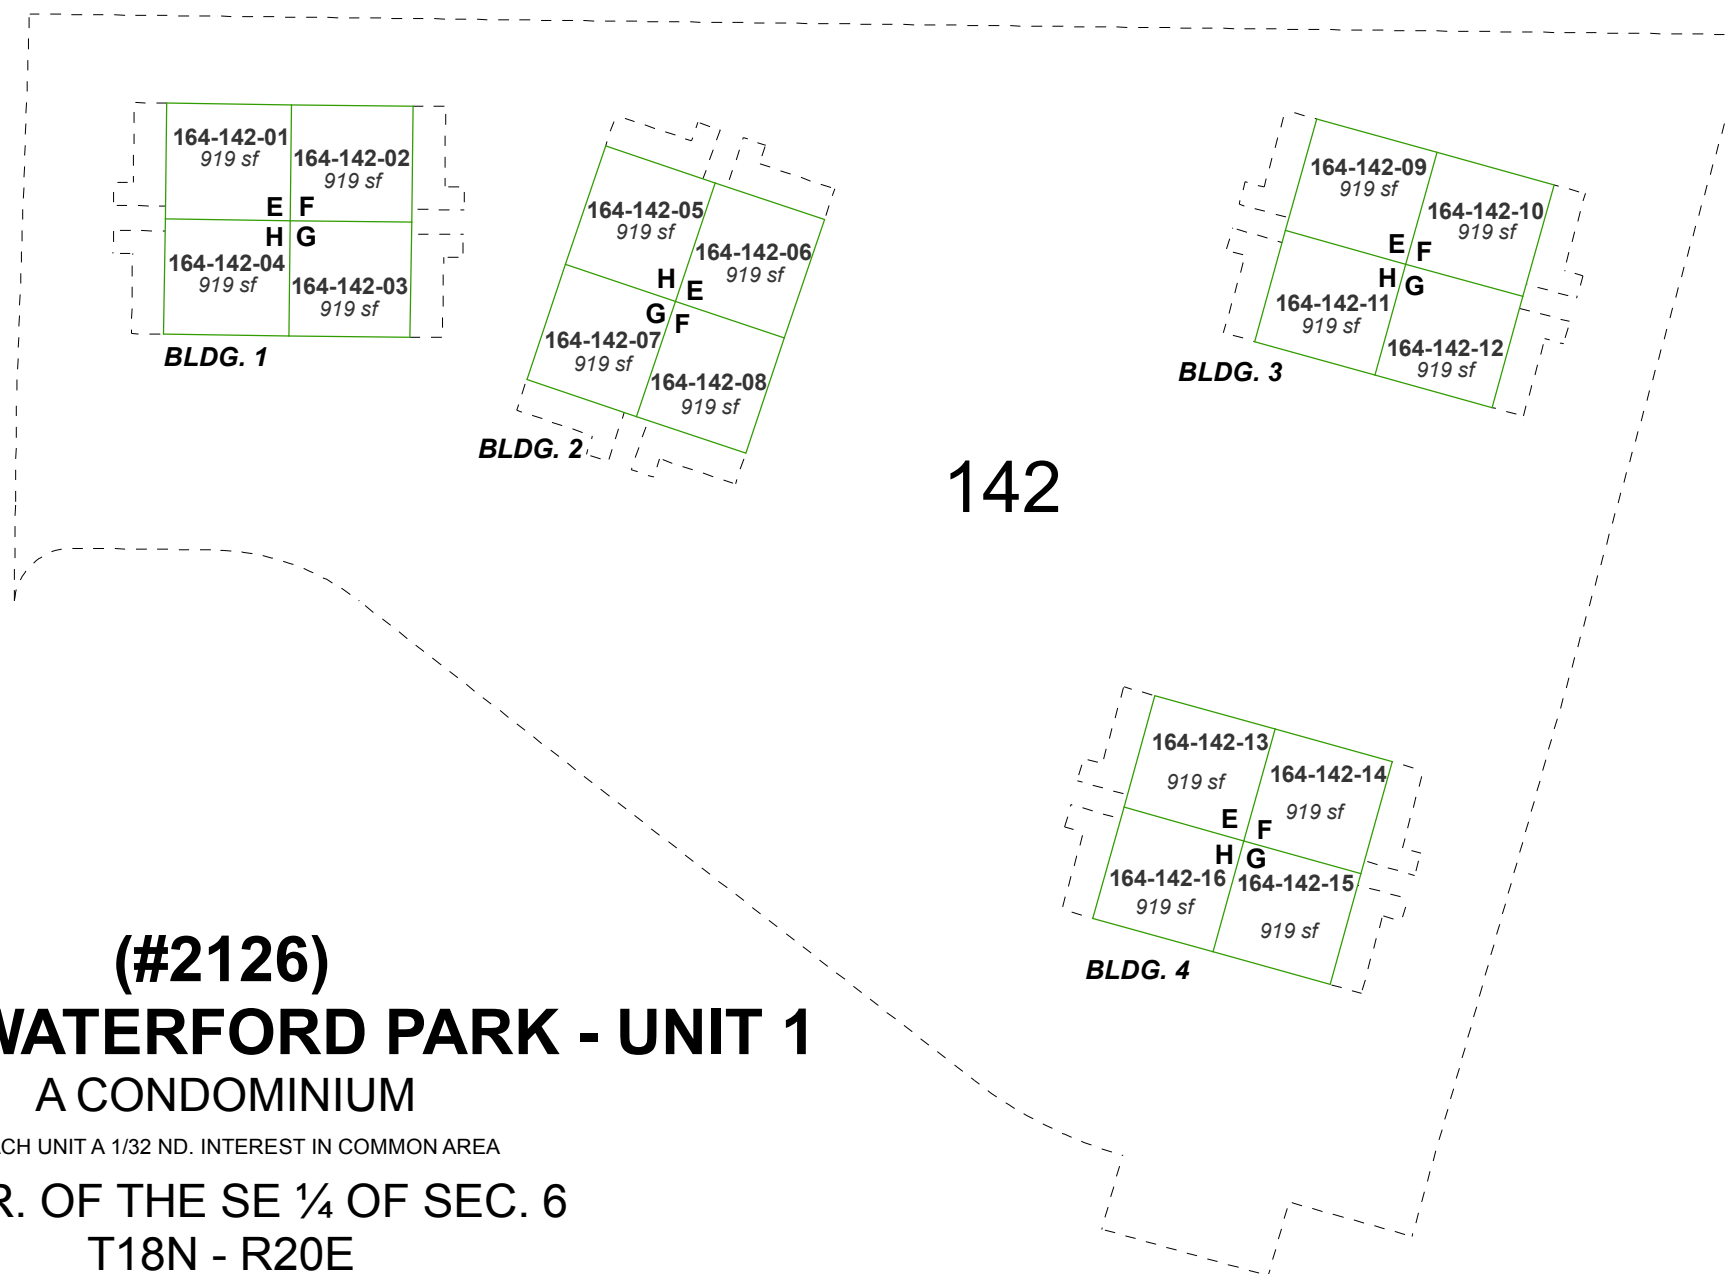 164-142-01
919 sf
164-142-02
919 sf
E F
H G
164-142-04
919 sf
164-142-03
919 sf
BLDG. 1
164-142-05
919 sf
164-142-06
919 sf
H E
G F
164-142-07
919 sf
164-142-08
919 sf
BLDG. 2
164-142-09
919 sf
164-142-10
919 sf
E F
H G
164-142-11
919 sf
164-142-12
919 sf
BLDG. 3
142
164-142-13
919 sf
164-142-14
919 sf
E F
H G
164-142-16
919 sf
164-142-15
919 sf
BLDG. 4
(#2126)
WATERFORD PARK - UNIT 1
A CONDOMINIUM
UNIT A 1/32 ND. INTEREST IN COMMON AREA
OF THE SE ¼ OF SEC. 6
T18N - R20E